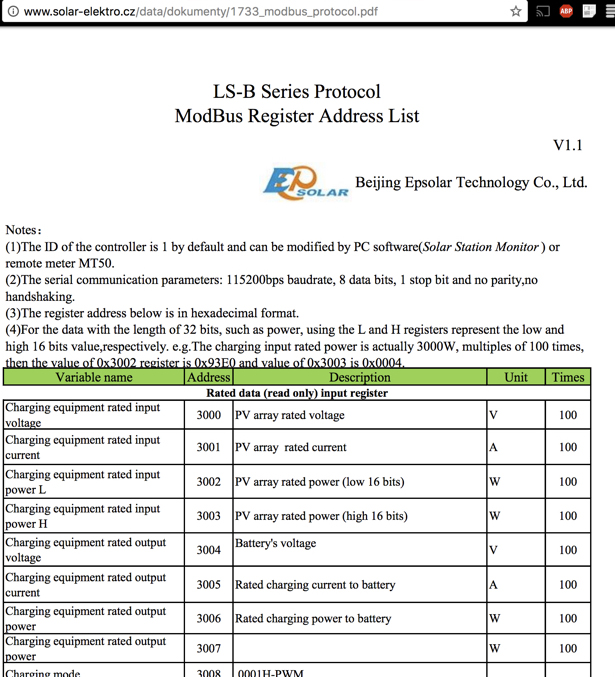 www.solar-elektro.cz/data/dokumenty/1733_modbus_protocol.pdf
ABP
LS-B Series Protocol
ModBus Register Address List
V1.1
EP SOLAR Beijing Epsolar Technology Co., Ltd.
Notes：
(1)The ID of the controller is 1 by default and can be modified by PC software(Solar Station Monitor ) or
remote meter MT50.
(2)The serial communication parameters: 115200bps baudrate, 8 data bits, 1 stop bit and no parity,no
handshaking.
(3)The register address below is in hexadecimal format.
(4)For the data with the length of 32 bits, such as power, using the L and H registers represent the low and
high 16 bits value,respectively. e.g.The charging input rated power is actually 3000W, multiples of 100 times,
then the value of 0x3002 register is 0x93E0 and value of 0x3003 is 0x0004.
Variable name Address Description Unit Times
Rated data (read only) input register
Charging equipment rated input
voltage 3000 PV array rated voltage V 100
Charging equipment rated input
current 3001 PV array rated current A 100
Charging equipment rated input
power L 3002 PV array rated power (low 16 bits) W 100
Charging equipment rated input
power H 3003 PV array rated power (high 16 bits) W 100
Charging equipment rated output
voltage 3004 Battery's voltage V 100
Charging equipment rated output
current 3005 Rated charging current to battery A 100
Charging equipment rated output
power 3006 Rated charging power to battery W 100
Charging equipment rated output
power 3007 W 100
Charging mode 3008 0001H-PWM